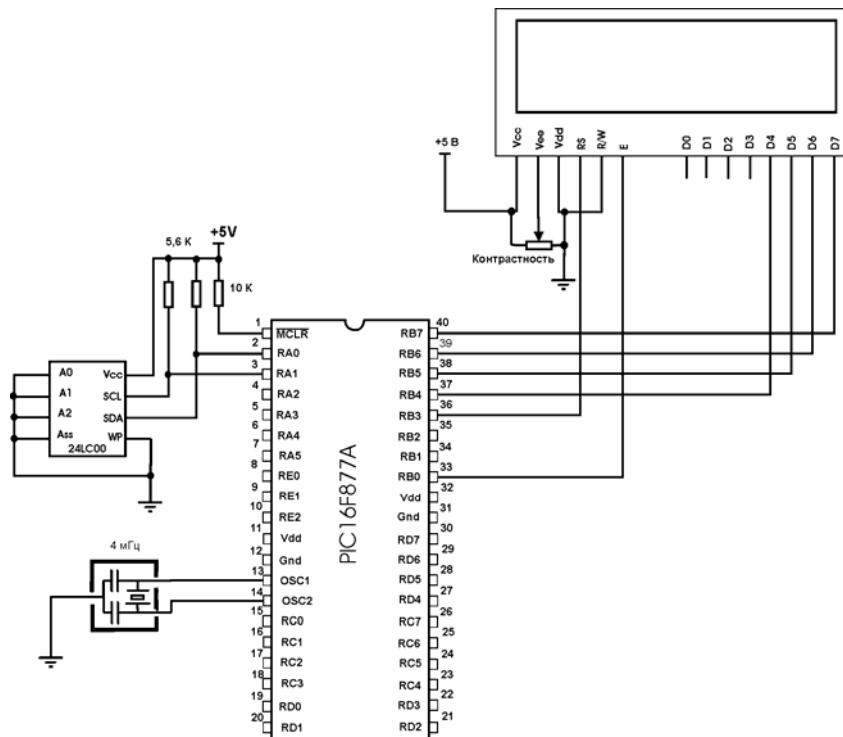 Vcc
Voo
Vdd
RS
R/W
E
D0
D1
D2
D3
D4
D5
D6
D7
+5 В
Контрастность
+5V
5,6 K
10 K
A0
A1
A2
Ass
Vcc
SCL
SDA
WP
24LC00
4 мГц
PIC16F877A
1 MCLR
2 RA0
3 RA1
4 RA2
5 RA3
6 RA4
7 RA5
8 RE0
9 RE1
10 RE2
11 Vdd
12 Gnd
13 OSC1
14 OSC2
15 RC0
16 RC1
17 RC2
18 RC3
19 RD0
20 RD1
RB7 40
RB6 39
RB5 38
RB4 37
RB3 36
RB2 35
RB1 34
RB0 33
Vdd 32
Gnd 31
RD7 30
RD6 29
RD5 28
RD4 27
RC7 26
RC6 25
RC5 24
RC4 23
RD3 22
RD2 21